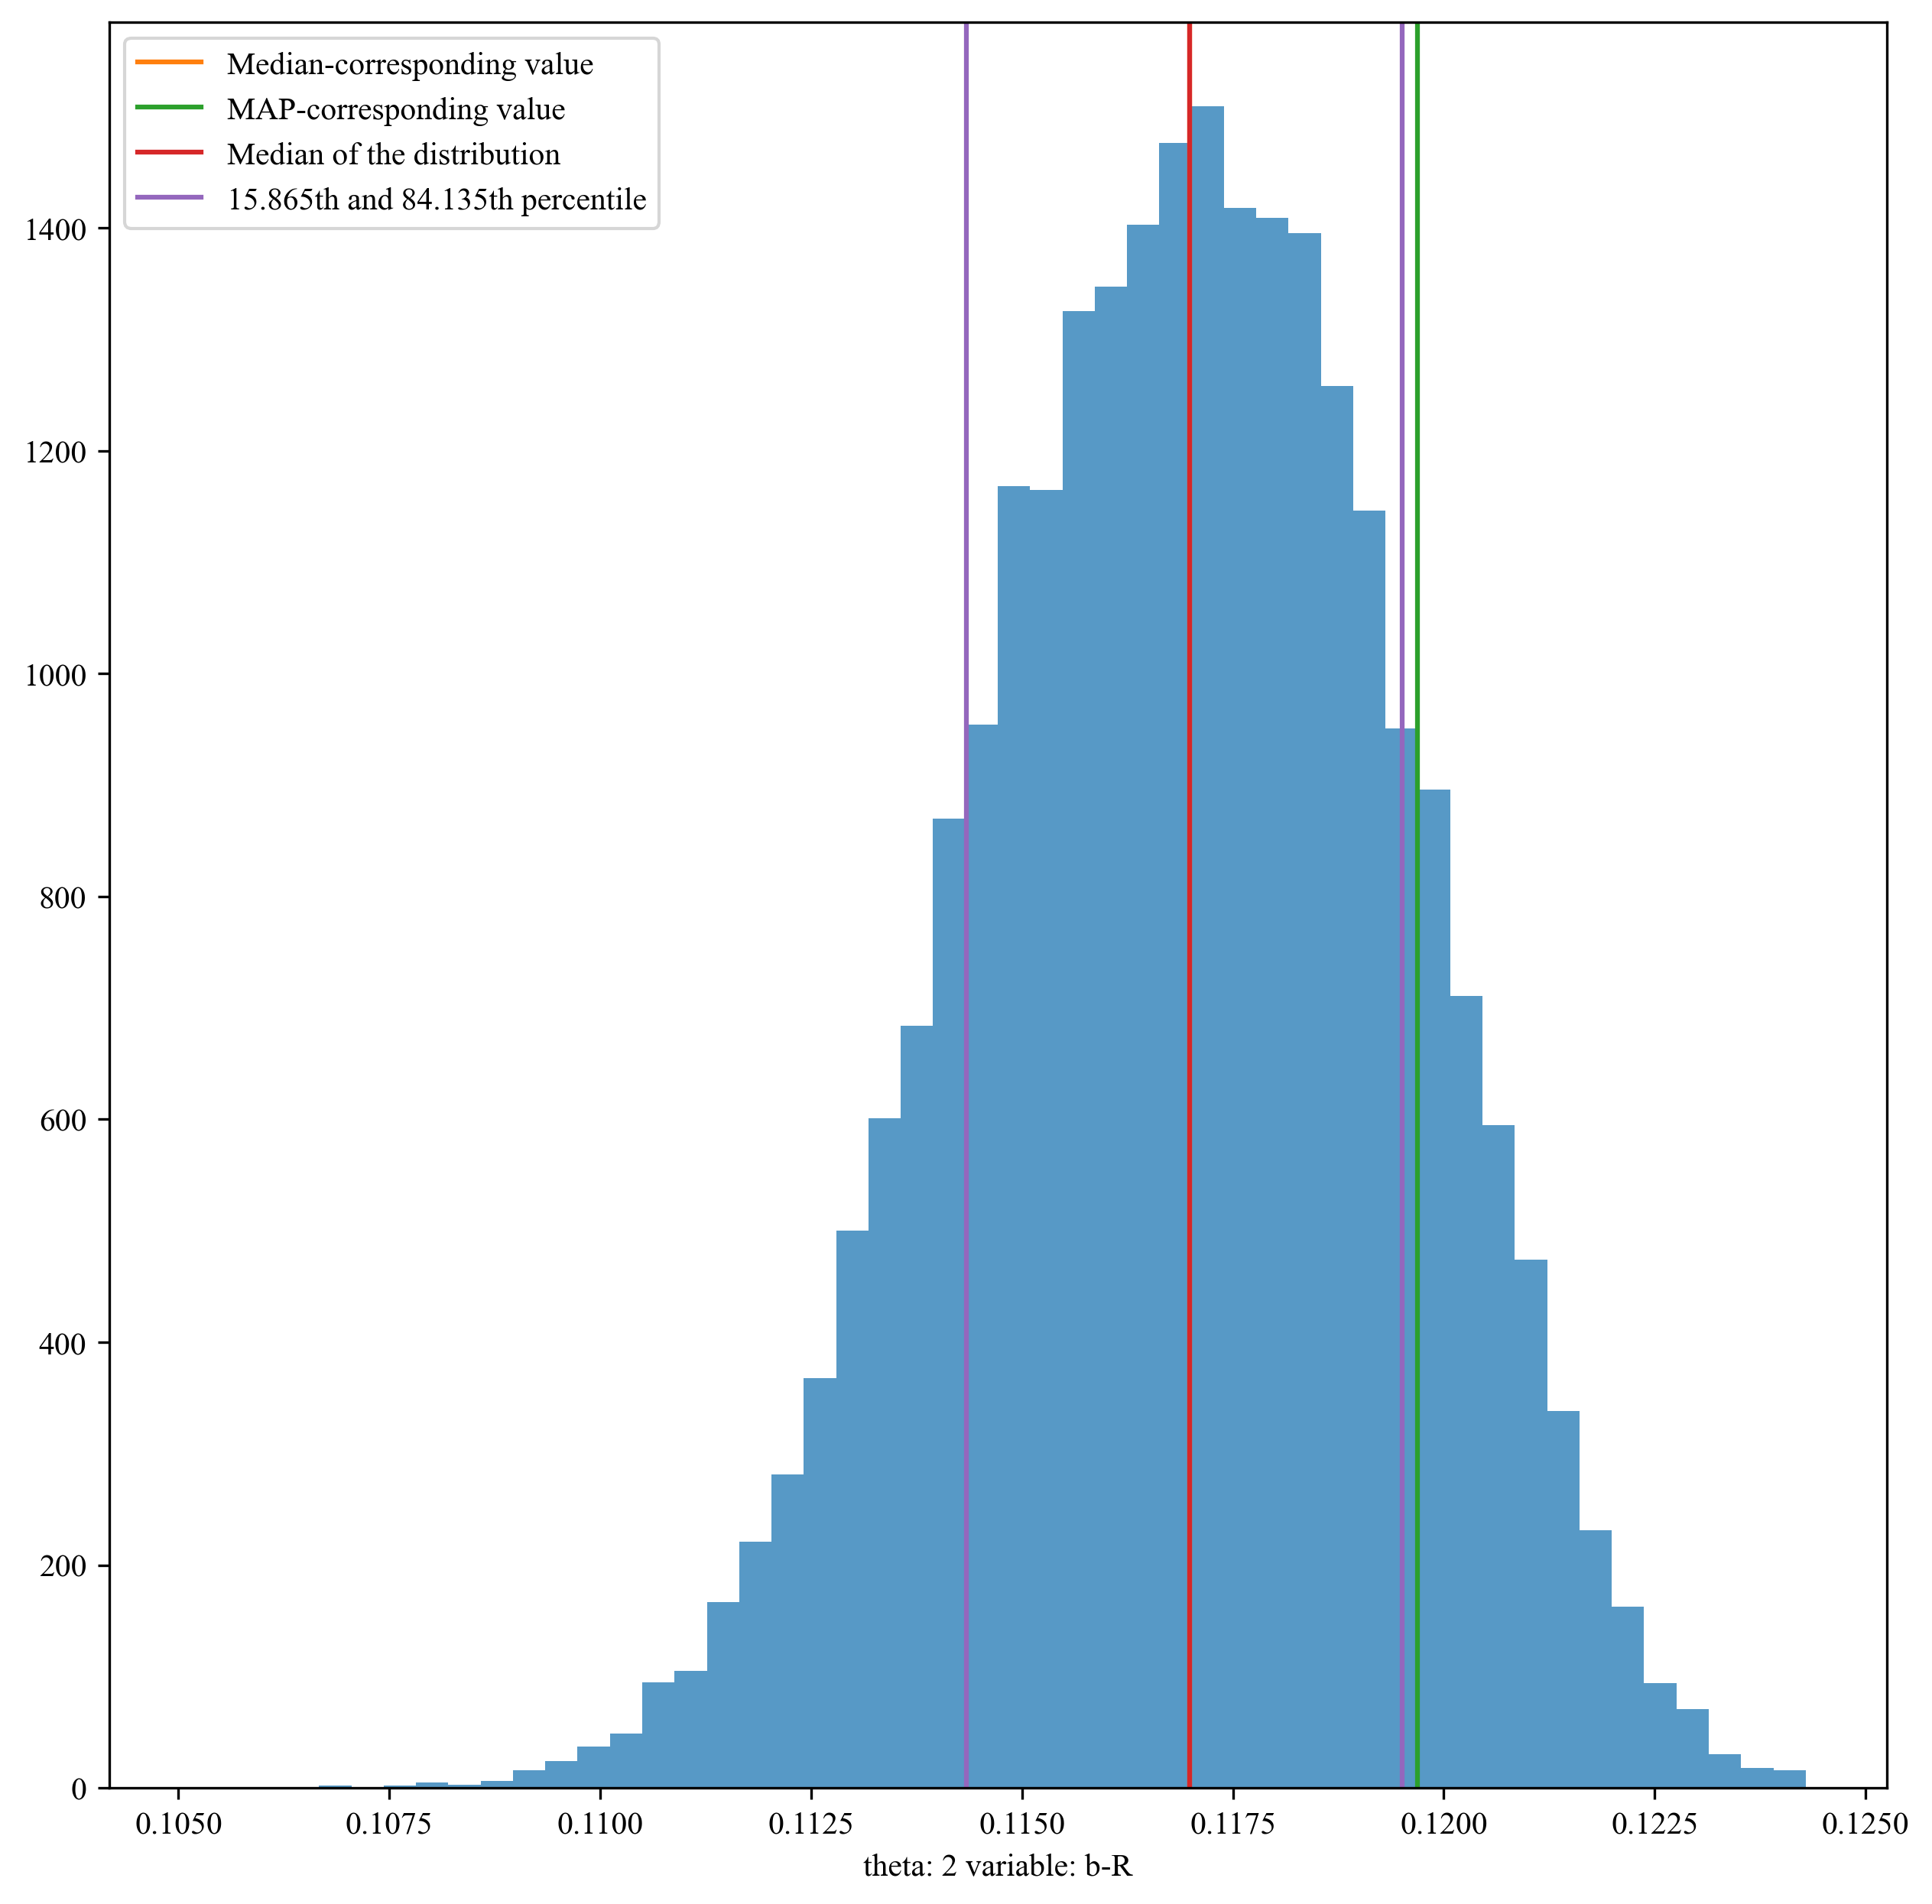 Median-corresponding value
MAP-corresponding value
Median of the distribution
15.865th and 84.135th percentile
1400
1200
1000
800
600
400
200
0
0.1050 0.1075 0.1100 0.1125 0.1150 0.1175 0.1200 0.1225 0.1250
theta: 2 variable: b-R